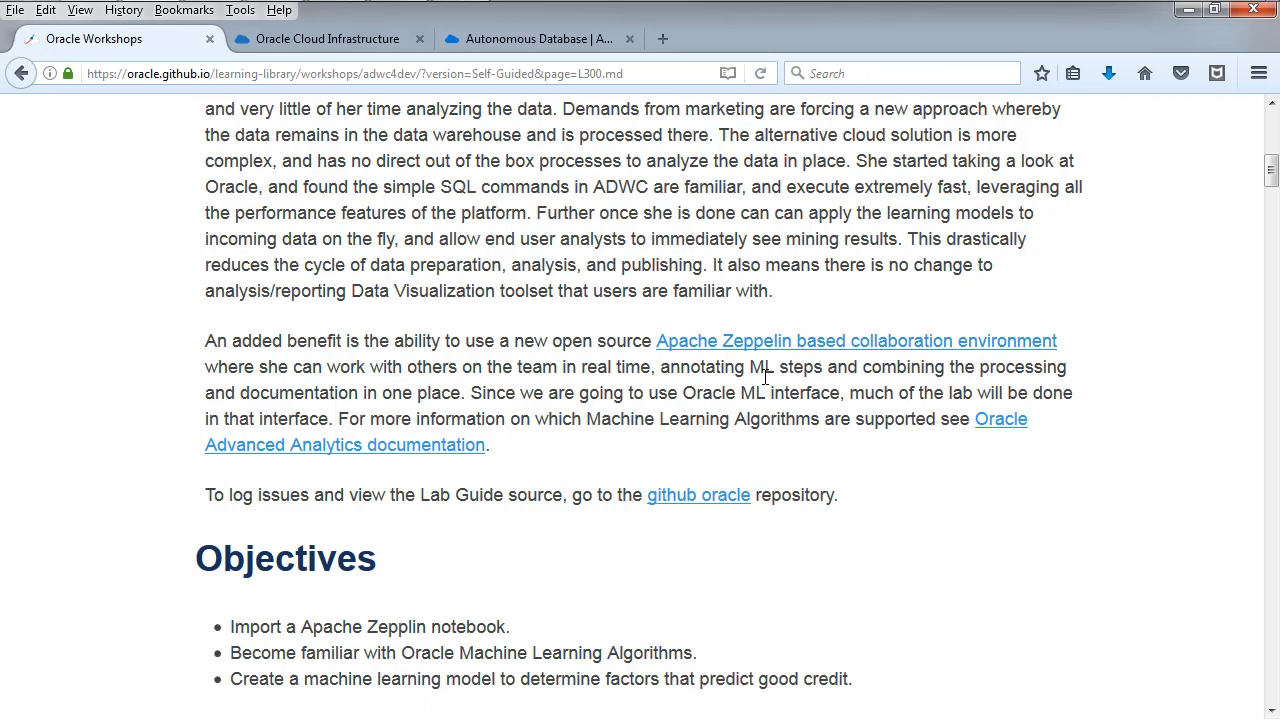 File Edit View History Bookmarks Tools Help
Oracle Workshops
Oracle Cloud Infrastructure
Autonomous Database | A...
https://oracle.github.io/learning-library/workshops/adwc4dev/?version=Self-Guided&page=L300.md
Search
and very little of her time analyzing the data. Demands from marketing are forcing a new approach whereby
the data remains in the data warehouse and is processed there. The alternative cloud solution is more
complex, and has no direct out of the box processes to analyze the data in place. She started taking a look at
Oracle, and found the simple SQL commands in ADWC are familiar, and execute extremely fast, leveraging all
the performance features of the platform. Further once she is done can can apply the learning models to
incoming data on the fly, and allow end user analysts to immediately see mining results. This drastically
reduces the cycle of data preparation, analysis, and publishing. It also means there is no change to
analysis/reporting Data Visualization toolset that users are familiar with.
An added benefit is the ability to use a new open source Apache Zeppelin based collaboration environment
where she can work with others on the team in real time, annotating ML steps and combining the processing
and documentation in one place. Since we are going to use Oracle ML interface, much of the lab will be done
in that interface. For more information on which Machine Learning Algorithms are supported see Oracle
Advanced Analytics documentation.
To log issues and view the Lab Guide source, go to the github oracle repository.
Objectives
• Import a Apache Zepplin notebook.
• Become familiar with Oracle Machine Learning Algorithms.
• Create a machine learning model to determine factors that predict good credit.